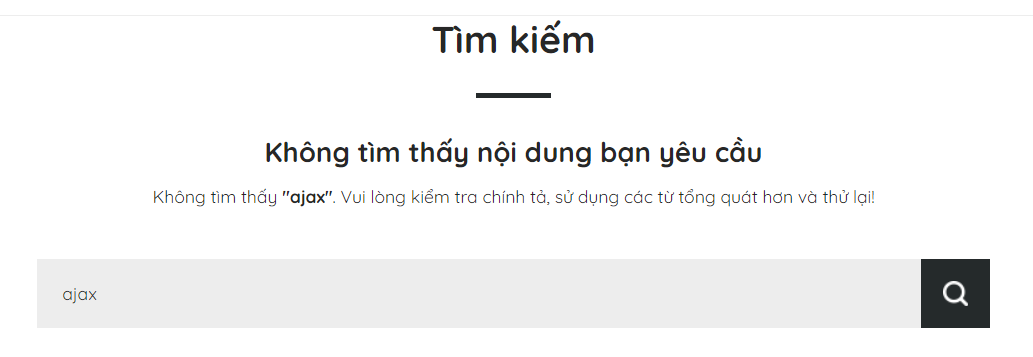 Tìm kiếm
Không tìm thấy nội dung bạn yêu cầu
Không tìm thấy "ajax". Vui lòng kiểm tra chính tả, sử dụng các từ tổng quát hơn và thử lại!
ajax